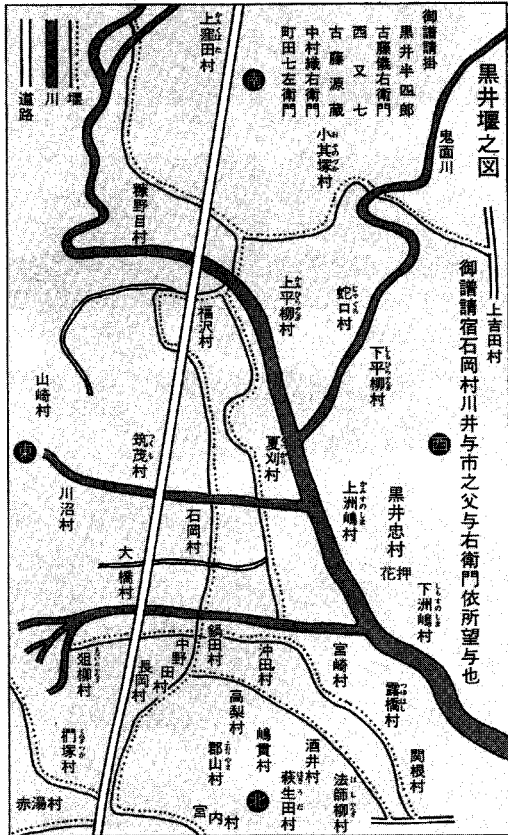 黒井堰之図
御謹請掛
黒井半四郎
古藤儀右衛門
西又七
古藤源蔵
中村織右衛門
町田七左衛門
御謹請宿石岡村川井与市之父与右衛門依所望与也
黒井忠村
花押
堰
川
道路
南
東
西
北
鬼面川
上窪田村
小其塚村
糠野目村
上吉田村
蛇口村
上平柳村
下平柳村
福沢村
山崎村
筑茂村
夏刈村
川沼村
石岡村
上洲嶋村
下洲嶋村
大橋村
鍋田村
中野
田村
長岡村
沖田村
宮崎村
露橋村
俎柳村
高梨村
嶋貫村
郡山村
酒井村
萩生田村
関根村
法師柳村
椚塚村
赤湯村
宮内村